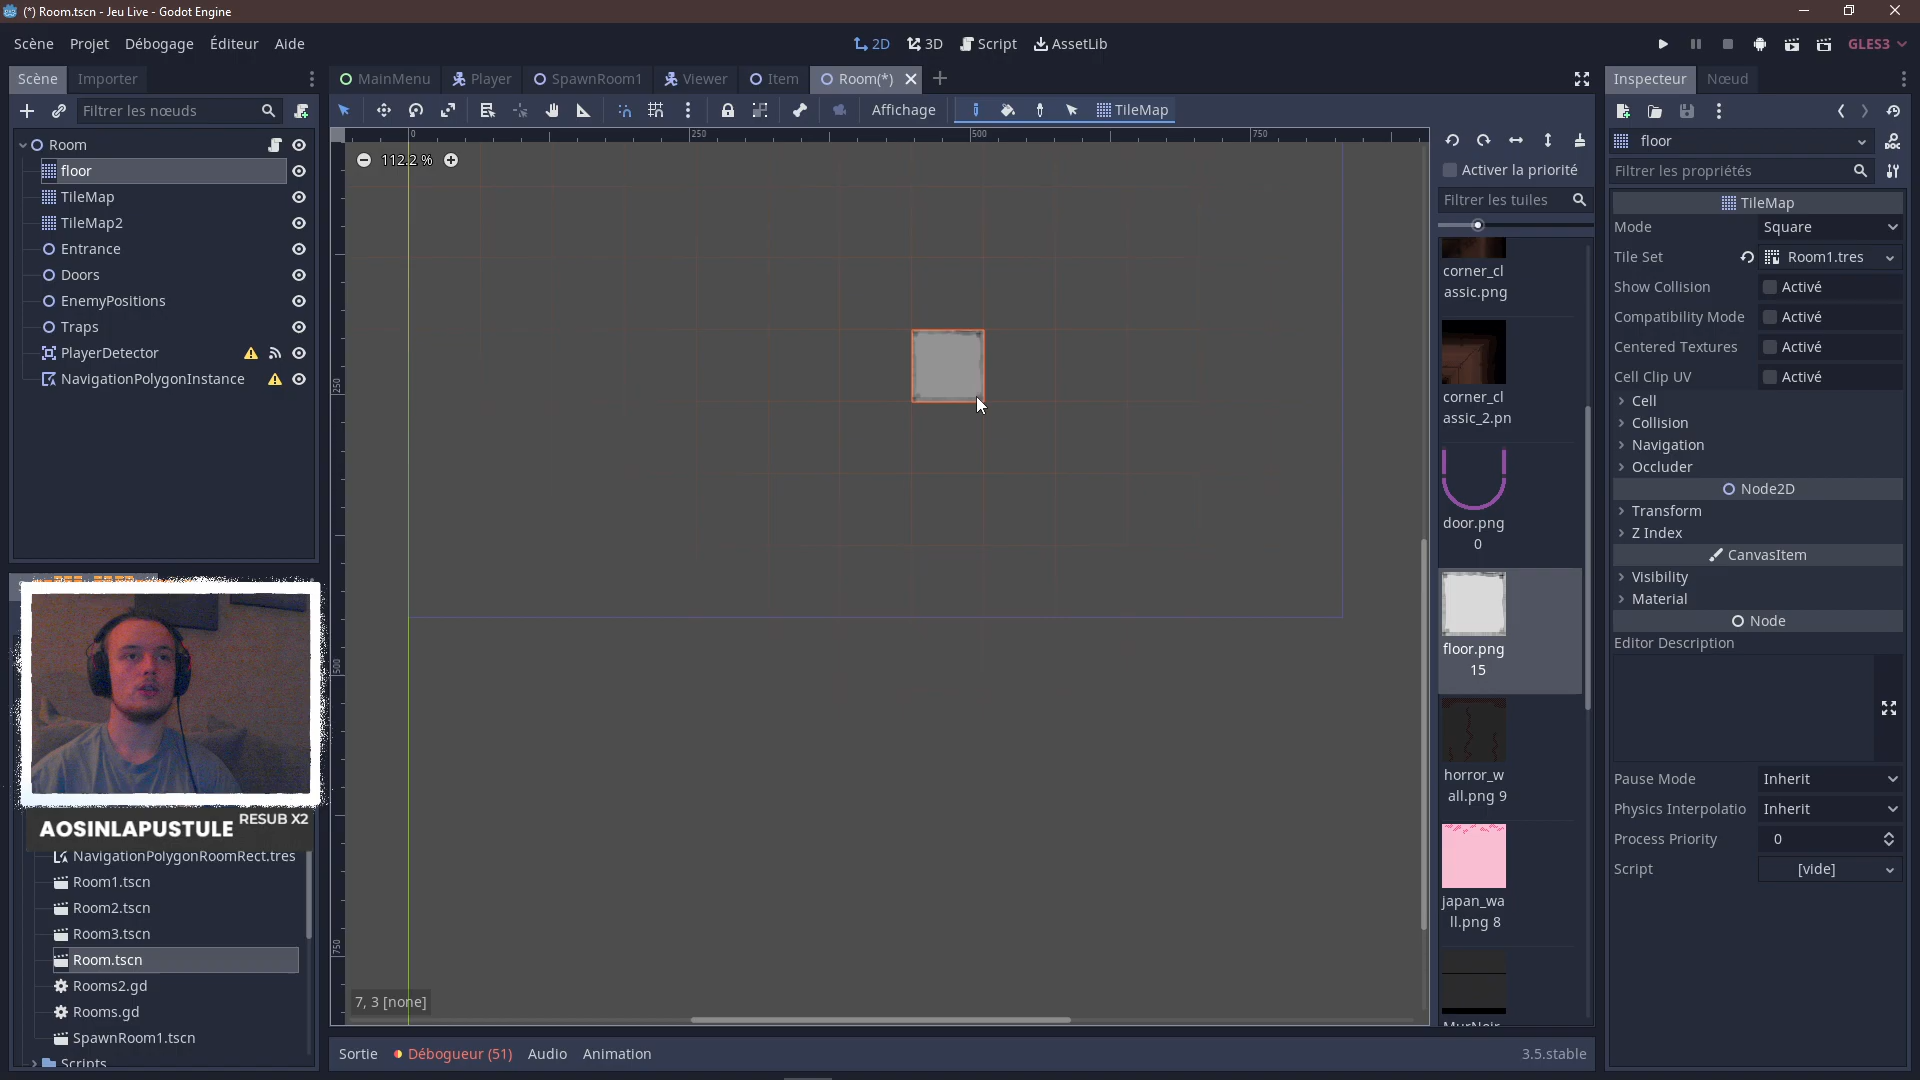 (*) Room.tscn - Jeu Live - Godot Engine
Scène Projet Débogage Éditeur Aide
2D 3D Script AssetLib
GLES3
Scène Importer
MainMenu Player SpawnRoom1 Viewer Item Room(*)
Inspecteur Nœud
Filtrer les nœuds
Affichage TileMap
Room
floor
TileMap
TileMap2
Entrance
Doors
EnemyPositions
Traps
PlayerDetector
NavigationPolygonInstance
0 250 500 750
112.2 %
250
500
750
7, 3 [none]
Activer la priorité
Filtrer les tuiles
corner_cl
assic.png
corner_cl
assic_2.pn
door.png
0
floor.png
15
horror_w
all.png 9
japan_wa
ll.png 8
floor
Filtrer les propriétés
TileMap
Mode Square
Tile Set Room1.tres
Show Collision Activé
Compatibility Mode Activé
Centered Textures Activé
Cell Clip UV Activé
Cell
Collision
Navigation
Occluder
Node2D
Transform
Z Index
CanvasItem
Visibility
Material
Node
Editor Description
Pause Mode Inherit
Physics Interpolatio Inherit
Process Priority 0
Script [vide]
AOSINLAPUSTULE RESUB X2
NavigationPolygonRoomRect.tres
Room1.tscn
Room2.tscn
Room3.tscn
Room.tscn
Rooms2.gd
Rooms.gd
SpawnRoom1.tscn
Scripts
Sortie Débogueur (51) Audio Animation
3.5.stable